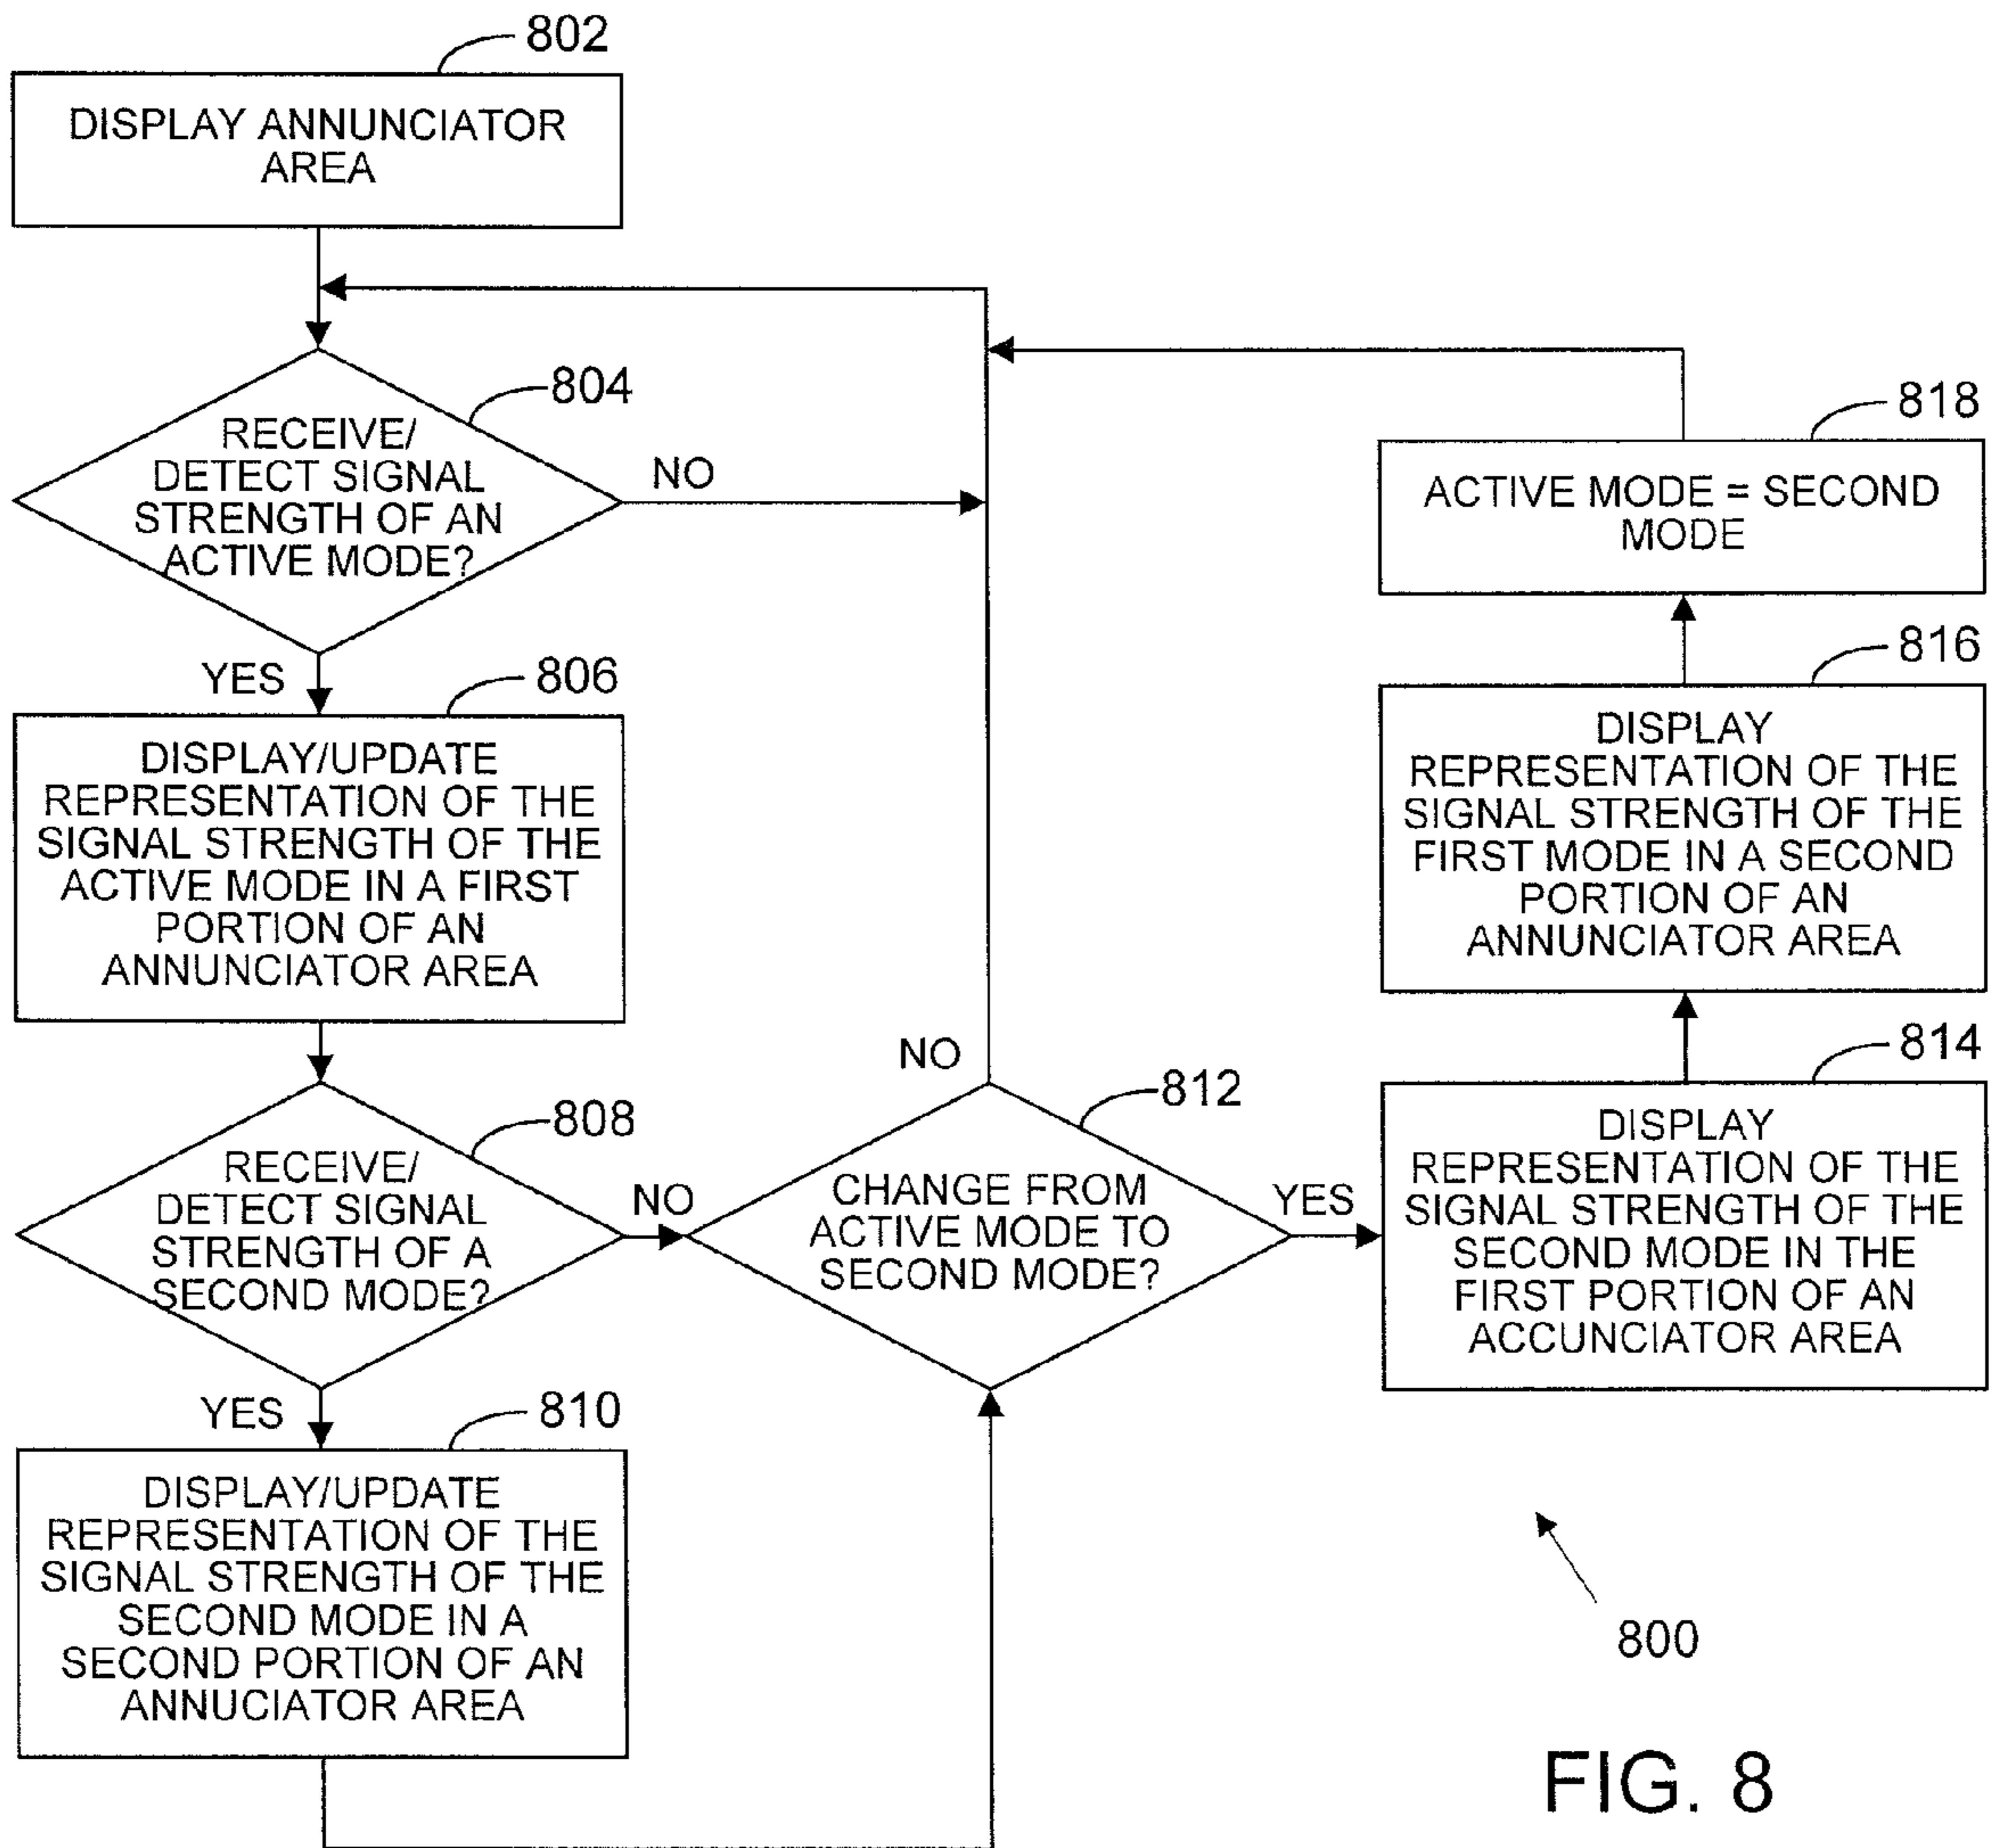 802
DISPLAY ANNUNCIATOR
AREA
804
RECEIVE/
DETECT SIGNAL
STRENGTH OF AN
ACTIVE MODE?
NO
YES
806
DISPLAY/UPDATE
REPRESENTATION OF THE
SIGNAL STRENGTH OF THE
ACTIVE MODE IN A FIRST
PORTION OF AN
ANNUNCIATOR AREA
808
RECEIVE/
DETECT SIGNAL
STRENGTH OF A
SECOND MODE?
NO
YES
810
DISPLAY/UPDATE
REPRESENTATION OF THE
SIGNAL STRENGTH OF THE
SECOND MODE IN A
SECOND PORTION OF AN
ANNUCIATOR AREA
812
CHANGE FROM
ACTIVE MODE TO
SECOND MODE?
NO
YES
814
DISPLAY
REPRESENTATION OF THE
SIGNAL STRENGTH OF THE
SECOND MODE IN THE
FIRST PORTION OF AN
ACCUNCIATOR AREA
816
DISPLAY
REPRESENTATION OF THE
SIGNAL STRENGTH OF THE
FIRST MODE IN A SECOND
PORTION OF AN
ANNUNCIATOR AREA
818
ACTIVE MODE = SECOND
MODE
800
FIG. 8